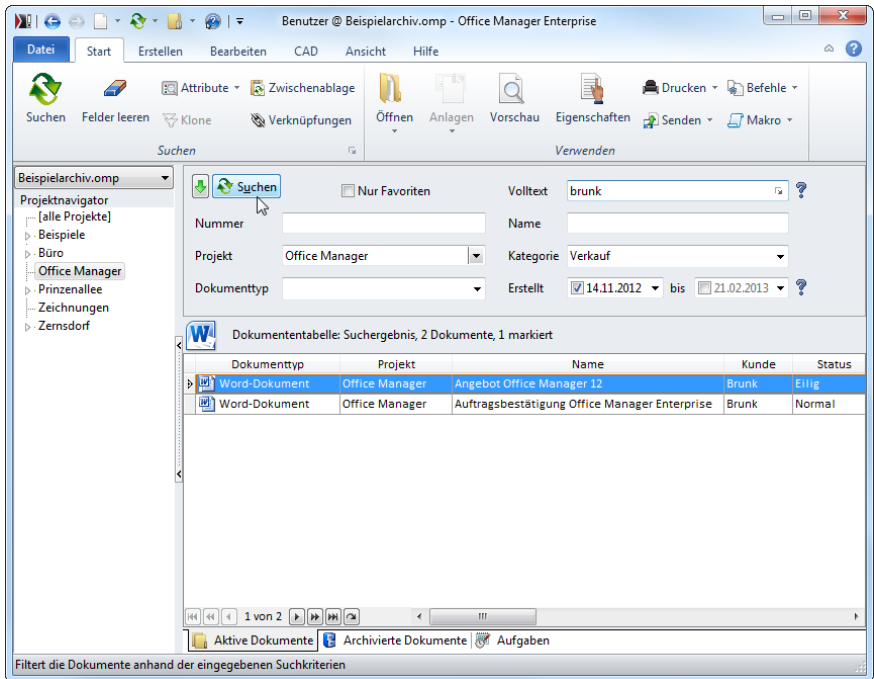 Benutzer @ Beispielarchiv.omp - Office Manager Enterprise
Datei Start Erstellen Bearbeiten CAD Ansicht Hilfe
Suchen Felder leeren Attribute Zwischenablage Klone Verknüpfungen
Öffnen Anlagen Vorschau Eigenschaften Drucken Befehle Senden Makro
Suchen Verwenden
Beispielarchiv.omp
Projektnavigator
[alle Projekte]
Beispiele
Büro
Office Manager
Prinzenallee
Zeichnungen
Zernsdorf
Suchen Nur Favoriten Volltext brunk
Nummer Name
Projekt Office Manager Kategorie Verkauf
Dokumenttyp Erstellt 14.11.2012 bis 21.02.2013
Dokumententabelle: Suchergebnis, 2 Dokumente, 1 markiert
Dokumenttyp Projekt Name Kunde Status
Word-Dokument Office Manager Angebot Office Manager 12 Brunk Eilig
Word-Dokument Office Manager Auftragsbestätigung Office Manager Enterprise Brunk Normal
1 von 2
Aktive Dokumente Archivierte Dokumente Aufgaben
Filtert die Dokumente anhand der eingegebenen Suchkriterien